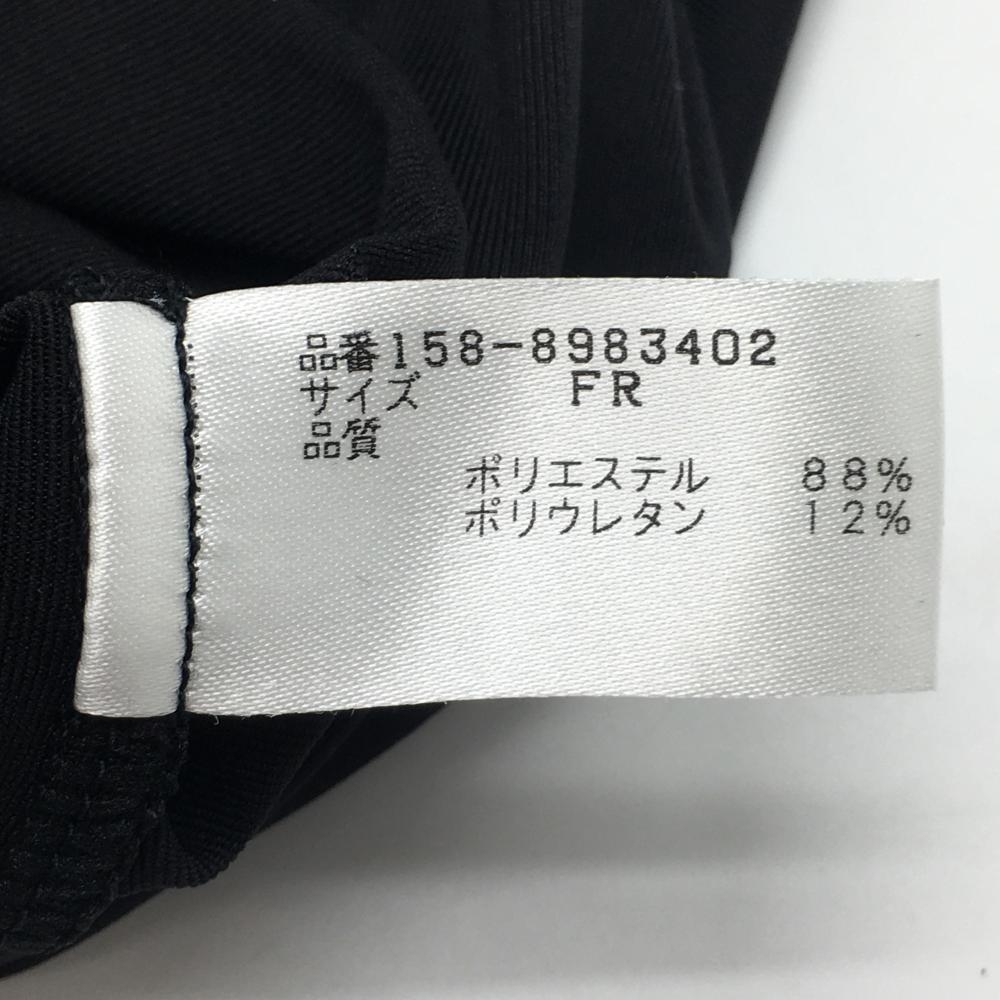 品番158-8983402
サイズ FR
品質
ポリエステル 88%
ポリウレタン 12%